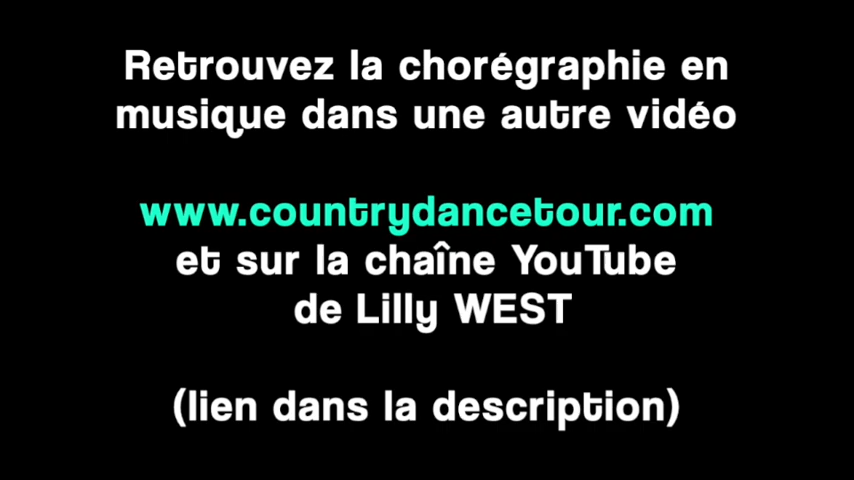 Retrouvez la chorégraphie en
musique dans une autre vidéo
www.countrydancetour.com
et sur la chaîne YouTube
de Lilly WEST
(lien dans la description)